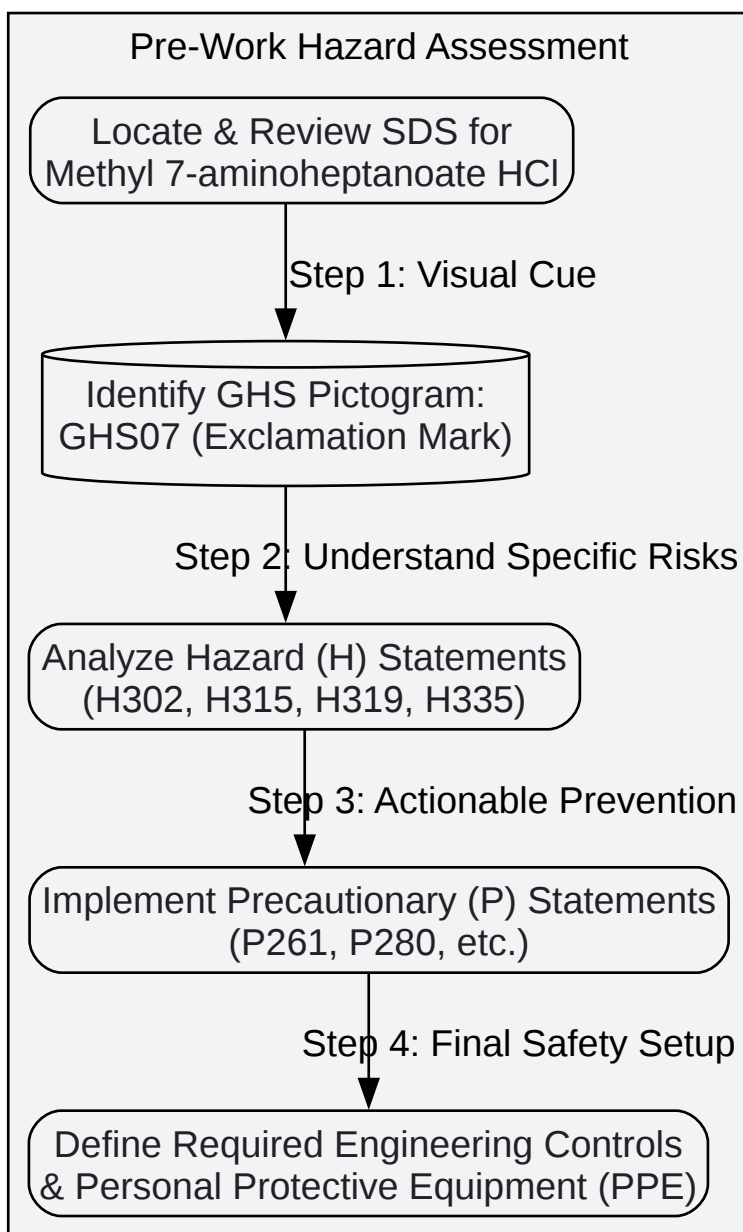 Pre-Work Hazard Assessment
Locate & Review SDS for
Methyl 7-aminoheptanoate HCl
Step 1: Visual Cue
Identify GHS Pictogram:
GHS07 (Exclamation Mark)
Step 2: Understand Specific Risks
Analyze Hazard (H) Statements
(H302, H315, H319, H335)
Step 3: Actionable Prevention
Implement Precautionary (P) Statements
(P261, P280, etc.)
Step 4: Final Safety Setup
Define Required Engineering Controls
& Personal Protective Equipment (PPE)